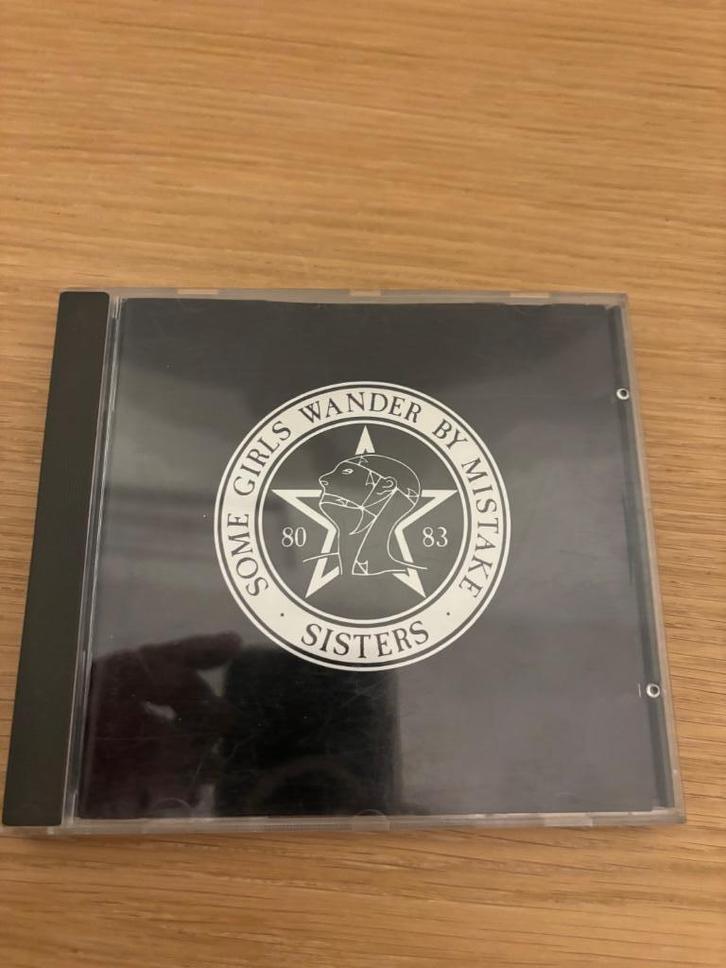 SOME GIRLS WANDER BY MISTAKE
80 83
· SISTERS ·